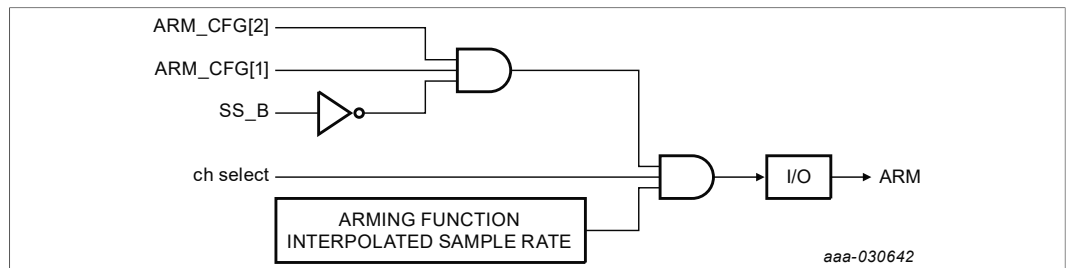 ARM_CFG[2]
ARM_CFG[1]
SS_B
ch select
ARMING FUNCTION
INTERPOLATED SAMPLE RATE
I/O
ARM
aaa-030642